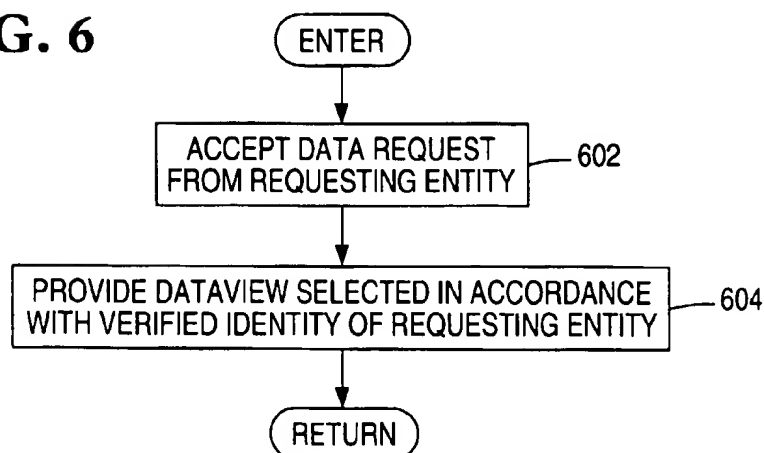 G. 6
ENTER
ACCEPT DATA REQUEST
FROM REQUESTING ENTITY
602
PROVIDE DATAVIEW SELECTED IN ACCORDANCE
WITH VERIFIED IDENTITY OF REQUESTING ENTITY
604
RETURN